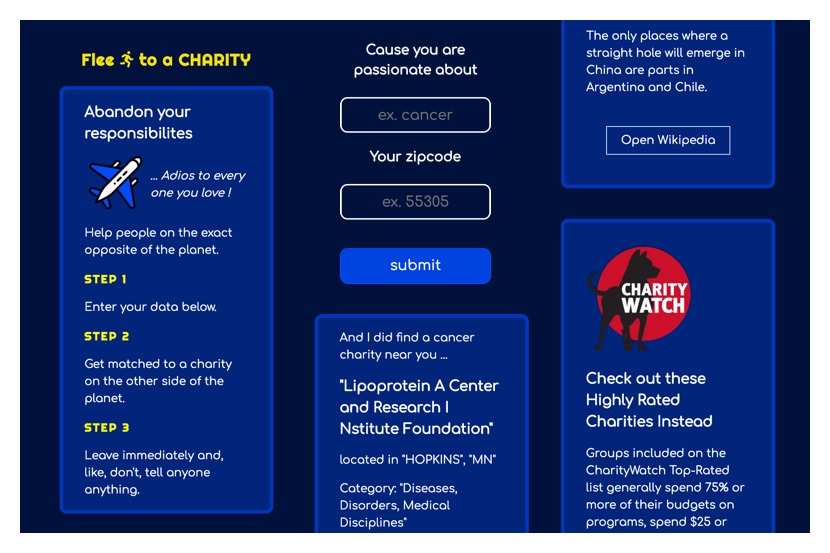 Flee to a CHARITY
Abandon your
responsibilites
... Adios to every
one you love !
Help people on the exact
opposite of the planet.
STEP 1
Enter your data below.
STEP 2
Get matched to a charity
on the other side of the
planet.
STEP 3
Leave immediately and,
like, don't, tell anyone
anything.
Cause you are
passionate about
ex. cancer
Your zipcode
ex. 55305
submit
And I did find a cancer
charity near you ...
"Lipoprotein A Center
and Research I
Nstitute Foundation"
located in "HOPKINS", "MN"
Category: "Diseases,
Disorders, Medical
Disciplines"
The only places where a
straight hole will emerge in
China are parts in
Argentina and Chile.
Open Wikipedia
CHARITY
WATCH
Check out these
Highly Rated
Charities Instead
Groups included on the
CharityWatch Top-Rated
list generally spend 75% or
more of their budgets on
programs, spend $25 or